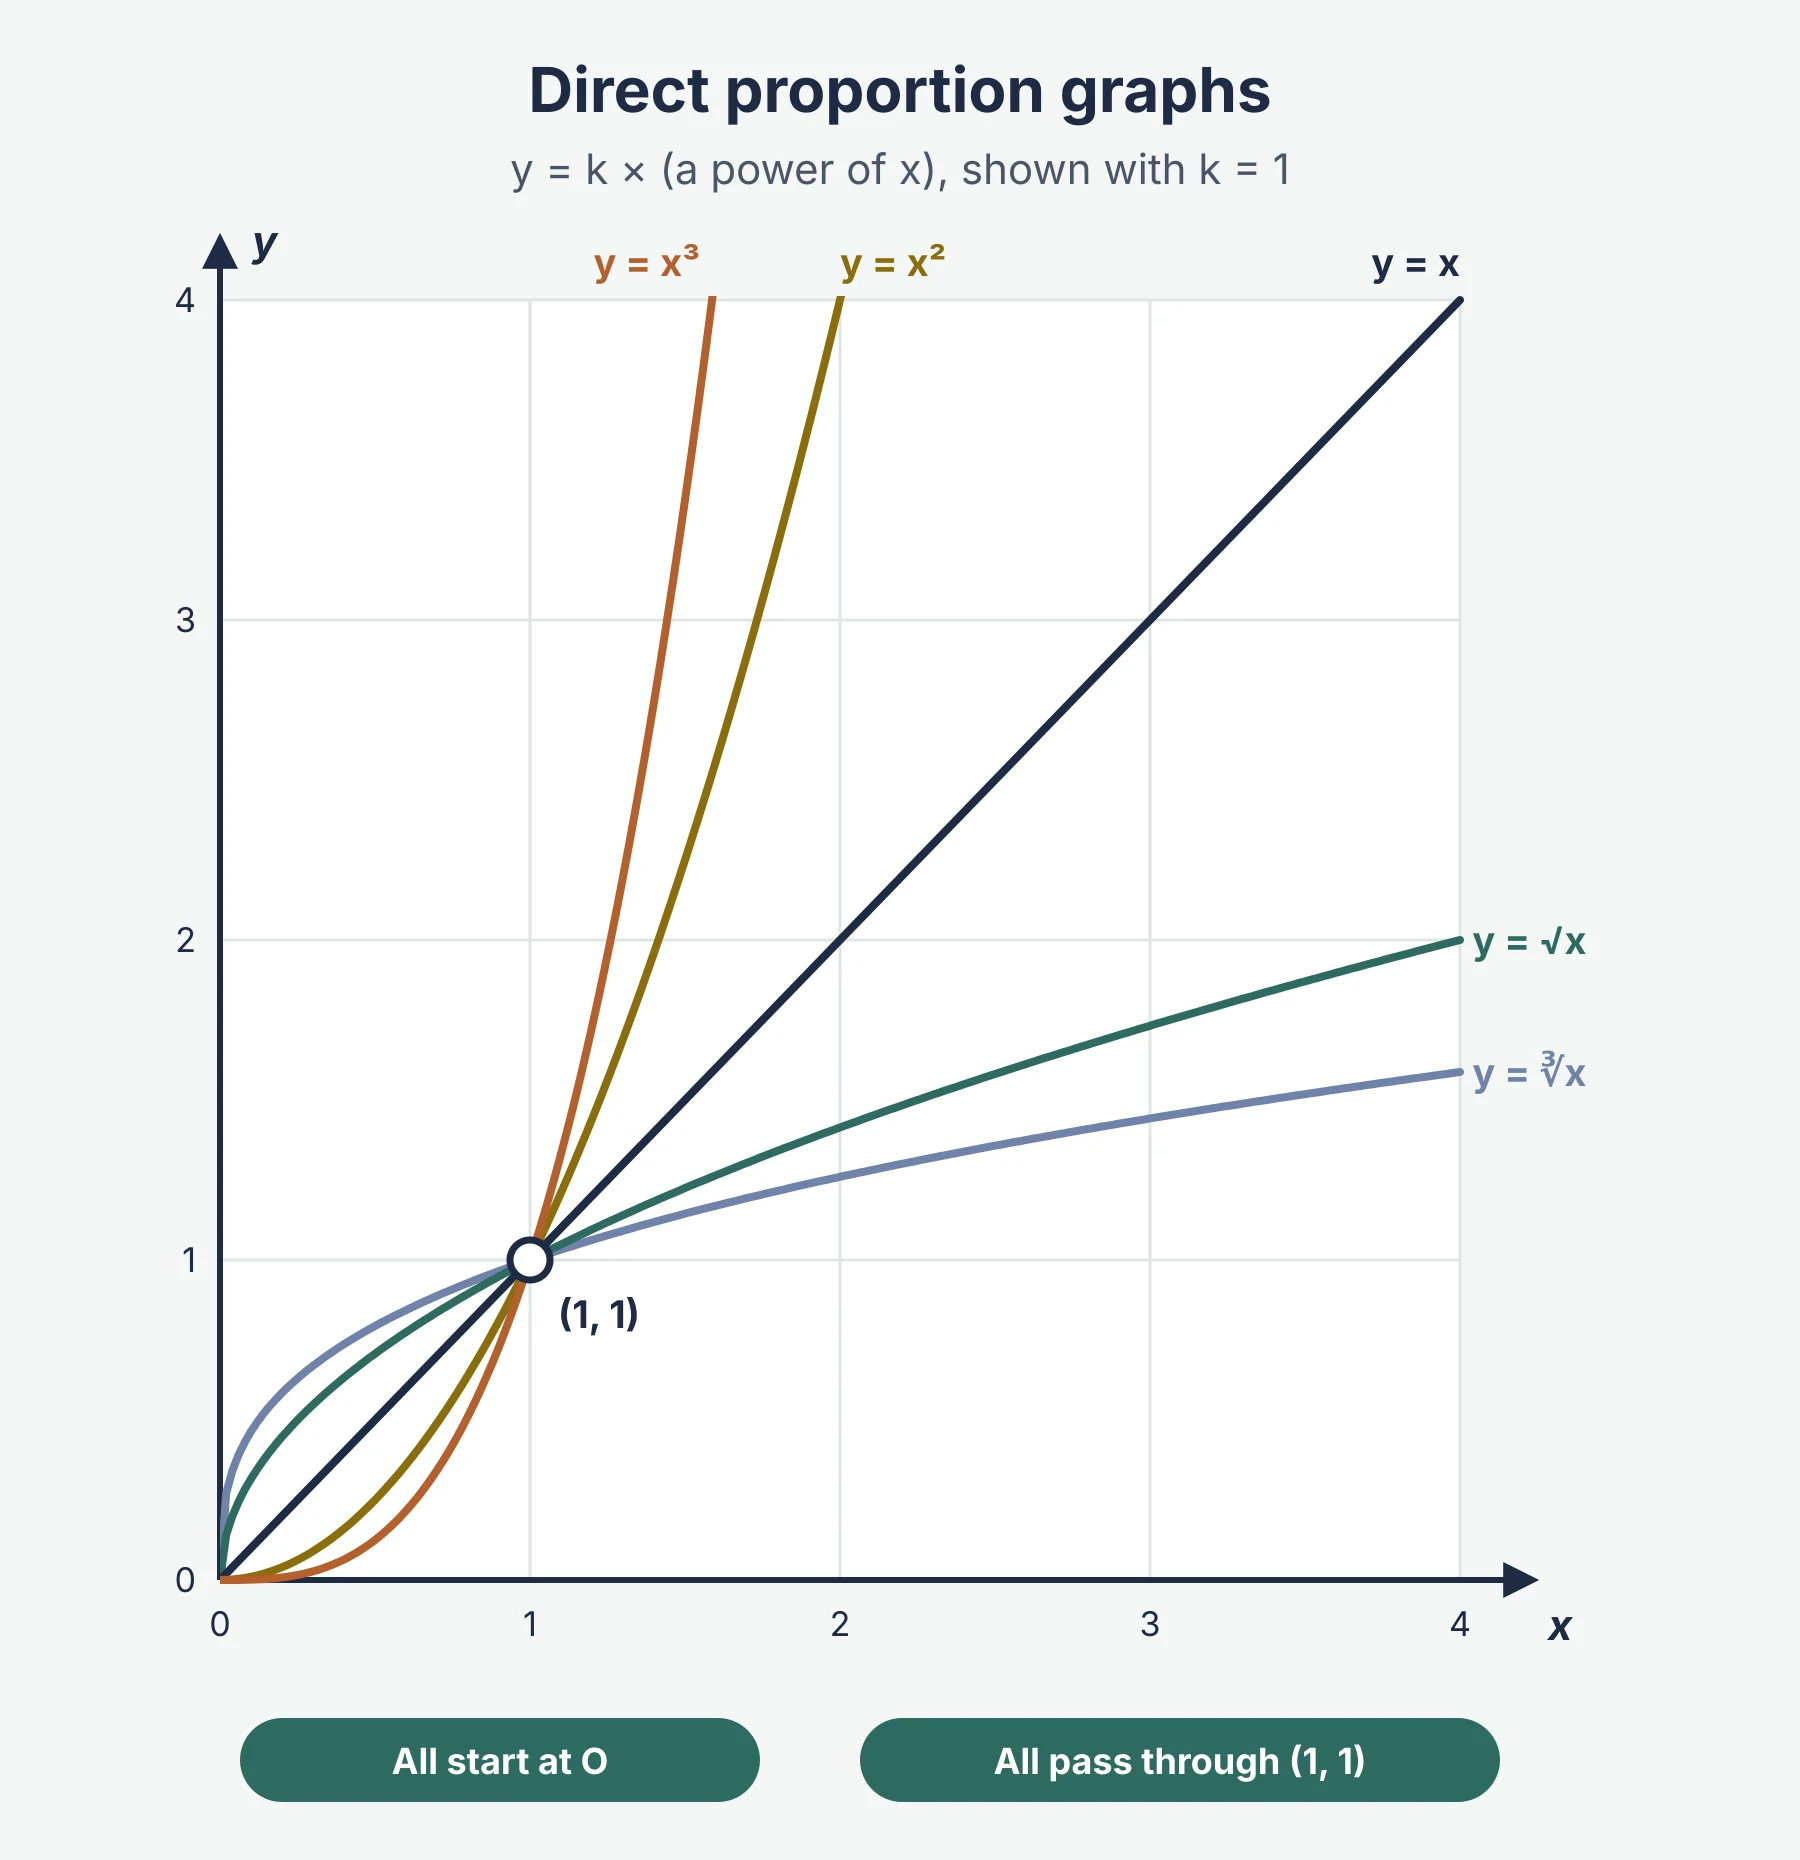 Direct proportion graphs
y = k × (a power of x), shown with k = 1
y
y = x³
y = x²
y = x
4
3
2
y = √x
y = ∛x
1
(1, 1)
0
0 1 2 3 4
x
All start at O
All pass through (1, 1)